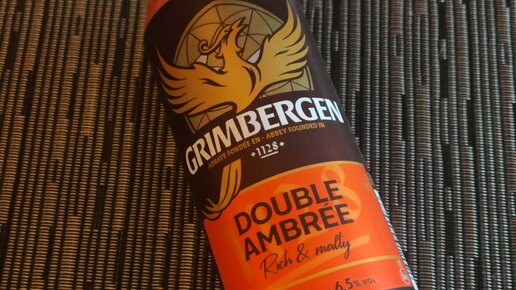 GRIMBERGEN
ABBAYE FONDÉE EN - ABBEY FOUNDED IN
1128
DOUBLE
AMBRÉE
Rich & malty
6.5% VOL